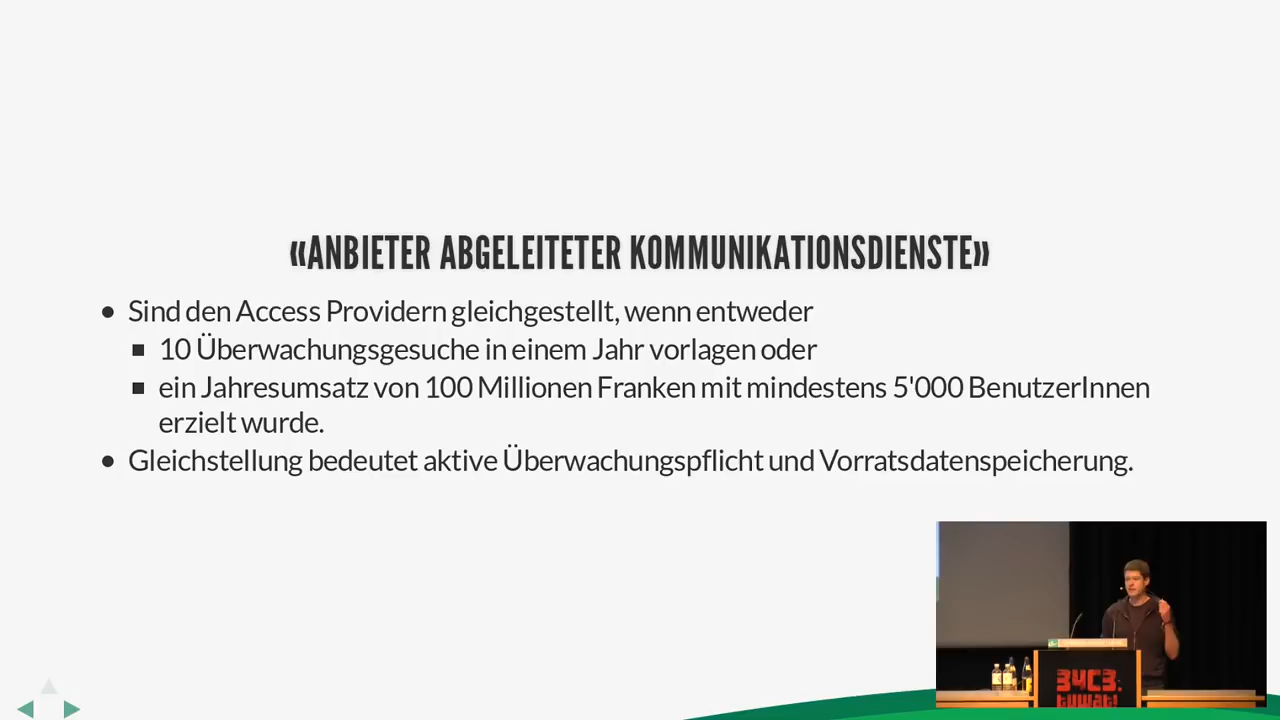 «ANBIETER ABGELEITETER KOMMUNIKATIONSDIENSTE»
Sind den Access Providern gleichgestellt, wenn entweder
10 Überwachungsgesuche in einem Jahr vorlagen oder
ein Jahresumsatz von 100 Millionen Franken mit mindestens 5'000 BenutzerInnen
erzielt wurde.
Gleichstellung bedeutet aktive Überwachungspflicht und Vorratsdatenspeicherung.
34C3.
tuwat!